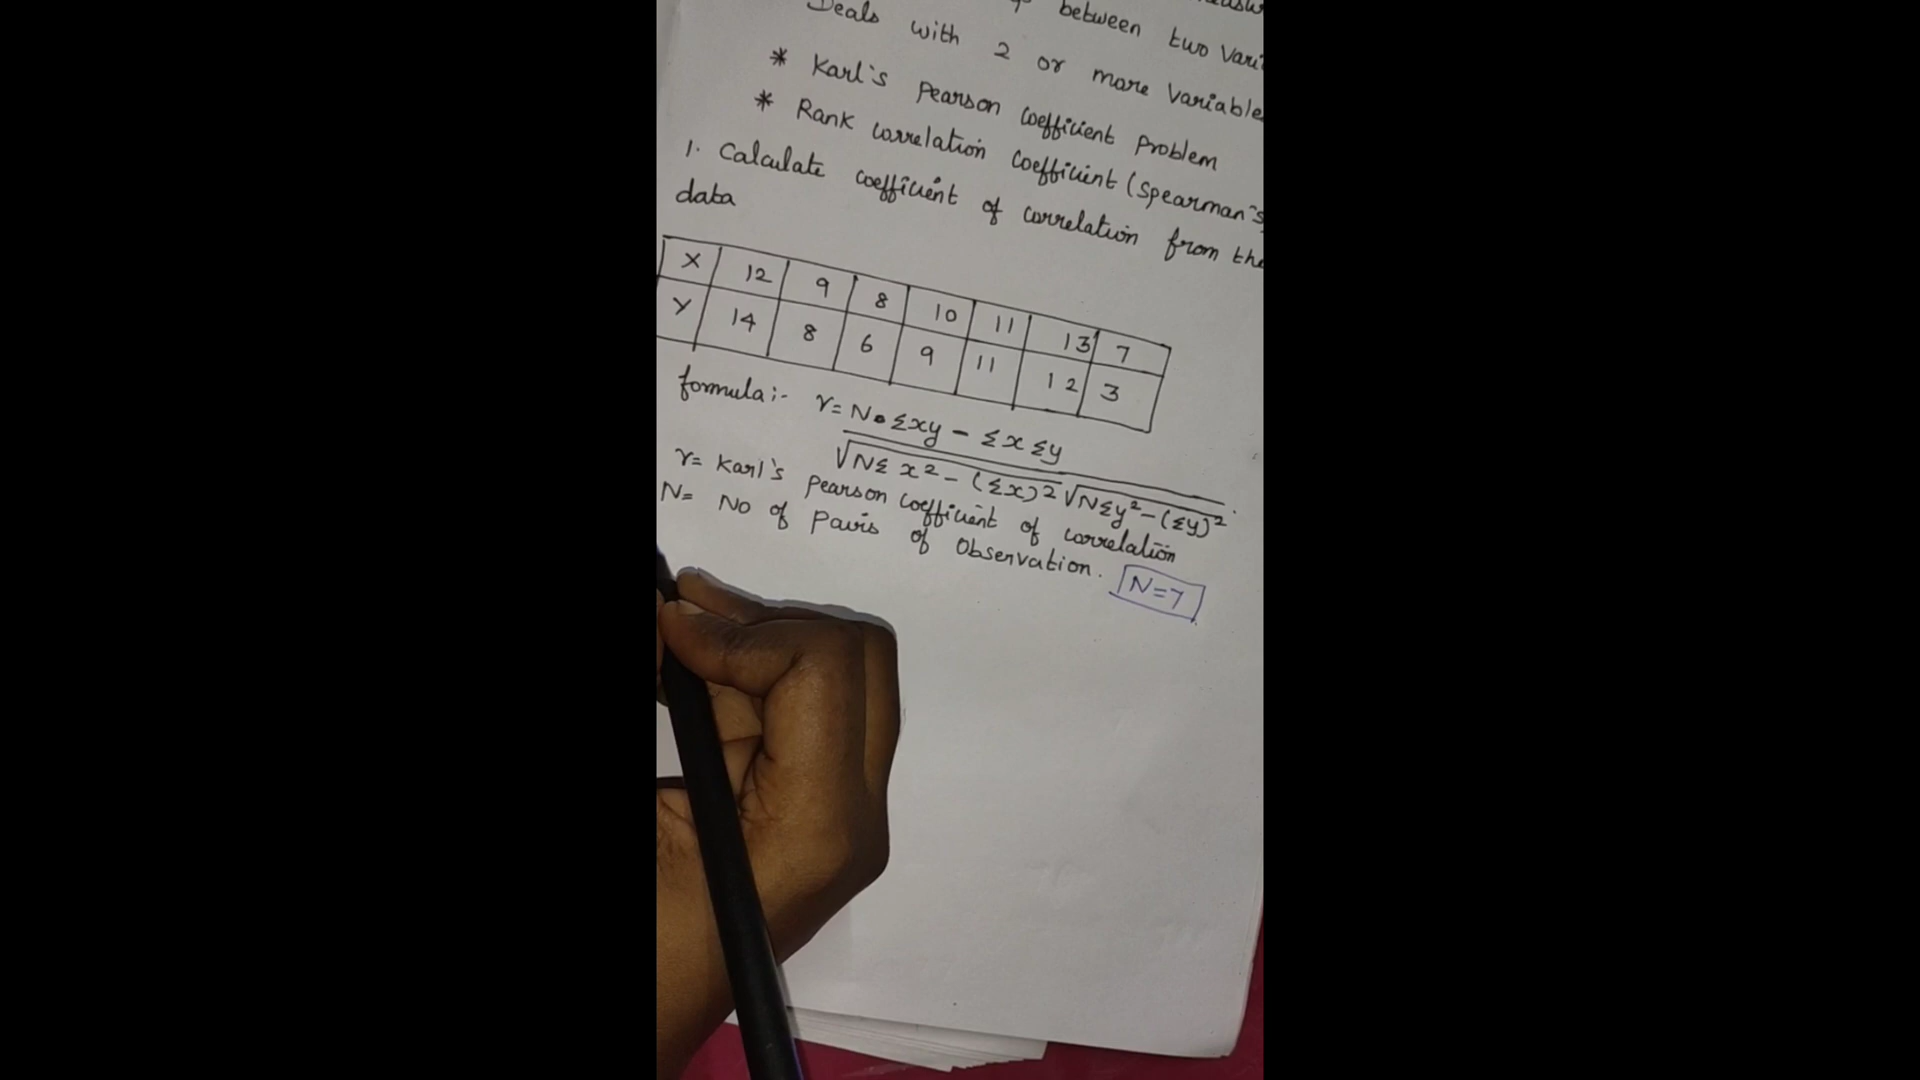 between two
Deals with 2 or more Variable
* Karl's Pearson coefficient problem
* Rank correlation coefficient (Spearman's
1. Calculate coefficient of correlation from the
data
X 12 9 8 10 11 13 7
Y 14 8 6 9 11 12 3
formula:- r= N.Σxy - Σx Σy
√NΣx²-(Σx)² √NΣy²-(Σy)²
r= Karl's Pearson coefficient of correlation
N= No of Pairs of Observation. N=7